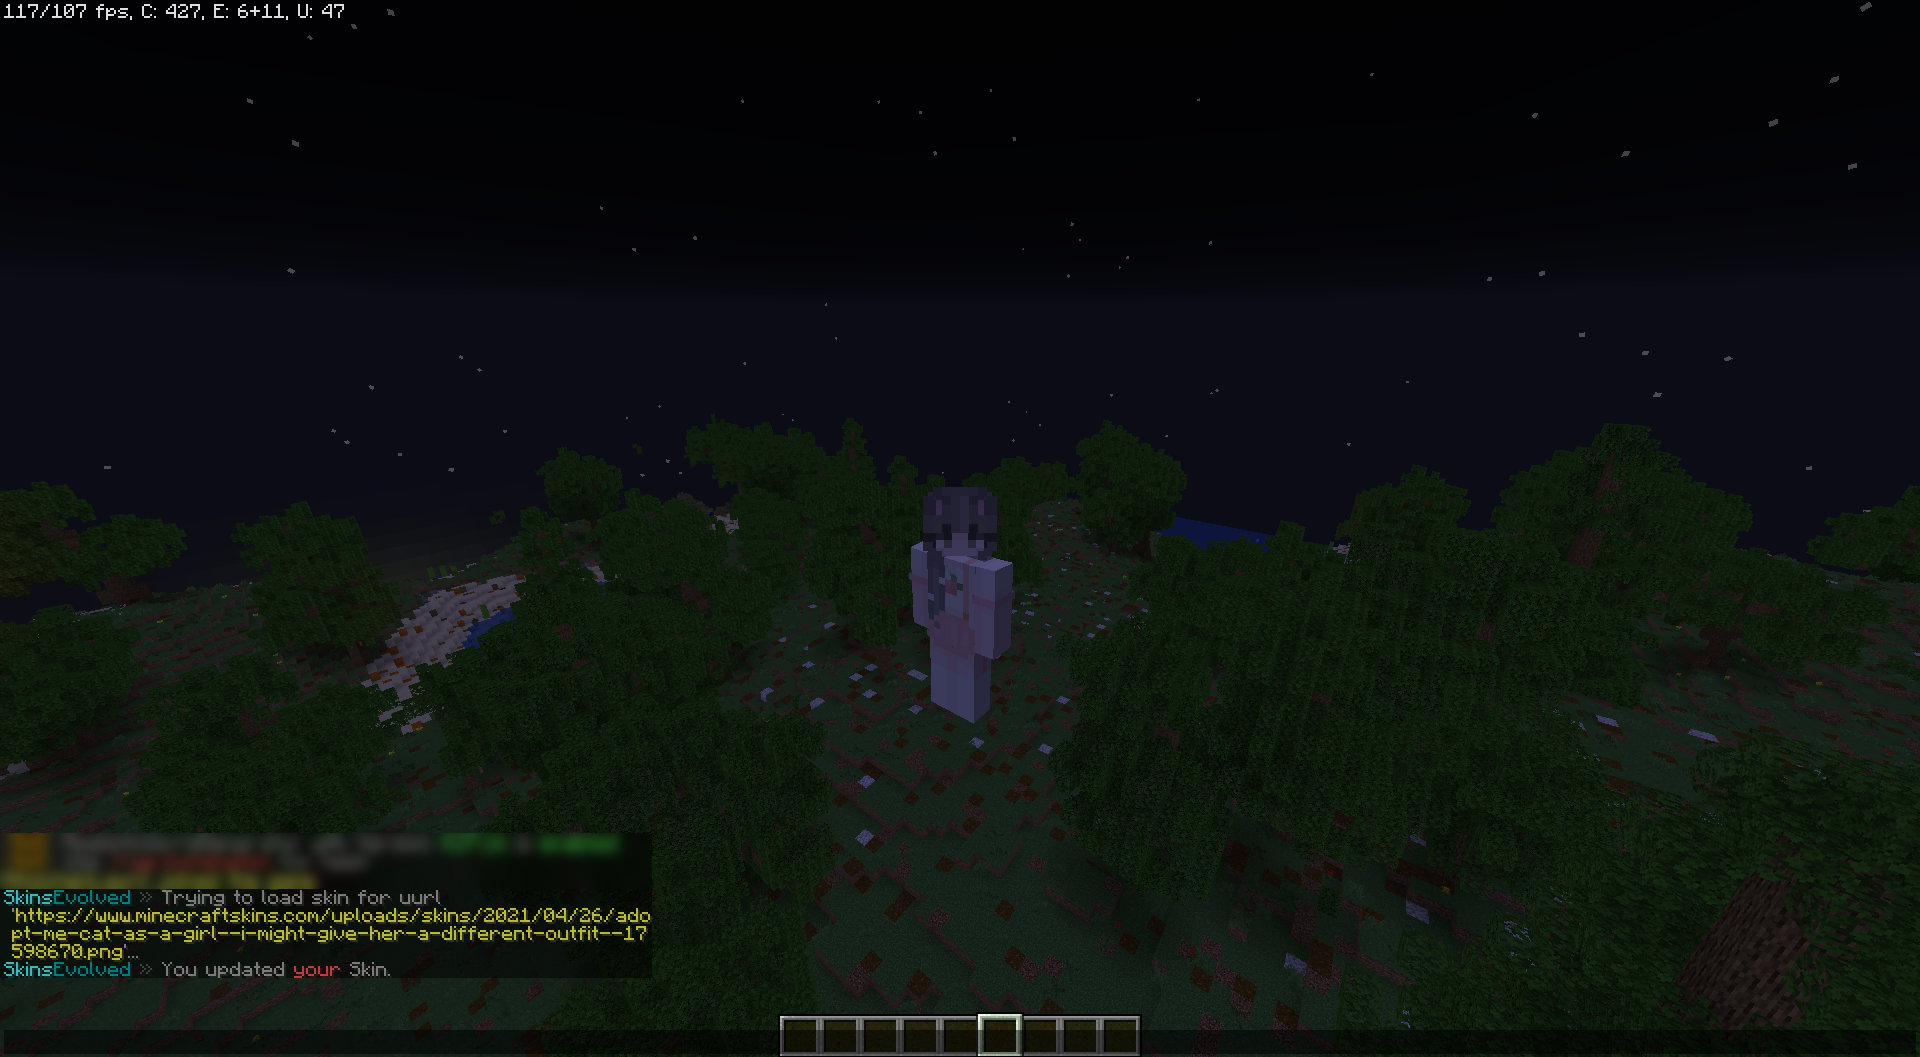 117/107 fps, C: 427, E: 6+11, U: 47
SkinsEvolved » Trying to load skin for uurl
'https://www.minecraftskins.com/uploads/skins/2021/04/26/ado
pt-me-cat-as-a-girl--i-might-give-her-a-different-outfit--17
598670.png'...
SkinsEvolved » You updated your Skin.